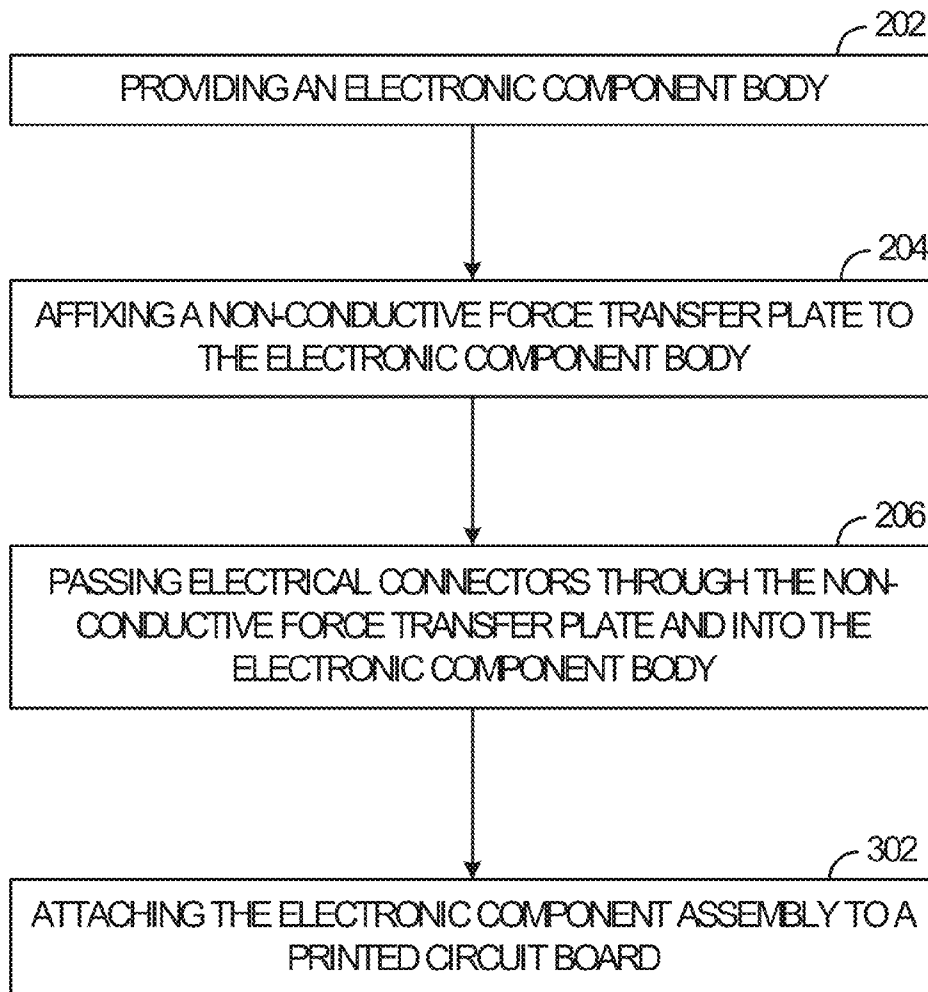 202
PROVIDING AN ELECTRONIC COMPONENT BODY
204
AFFIXING A NON-CONDUCTIVE FORCE TRANSFER PLATE TO
THE ELECTRONIC COMPONENT BODY
206
PASSING ELECTRICAL CONNECTORS THROUGH THE NON-
CONDUCTIVE FORCE TRANSFER PLATE AND INTO THE
ELECTRONIC COMPONENT BODY
302
ATTACHING THE ELECTRONIC COMPONENT ASSEMBLY TO A
PRINTED CIRCUIT BOARD